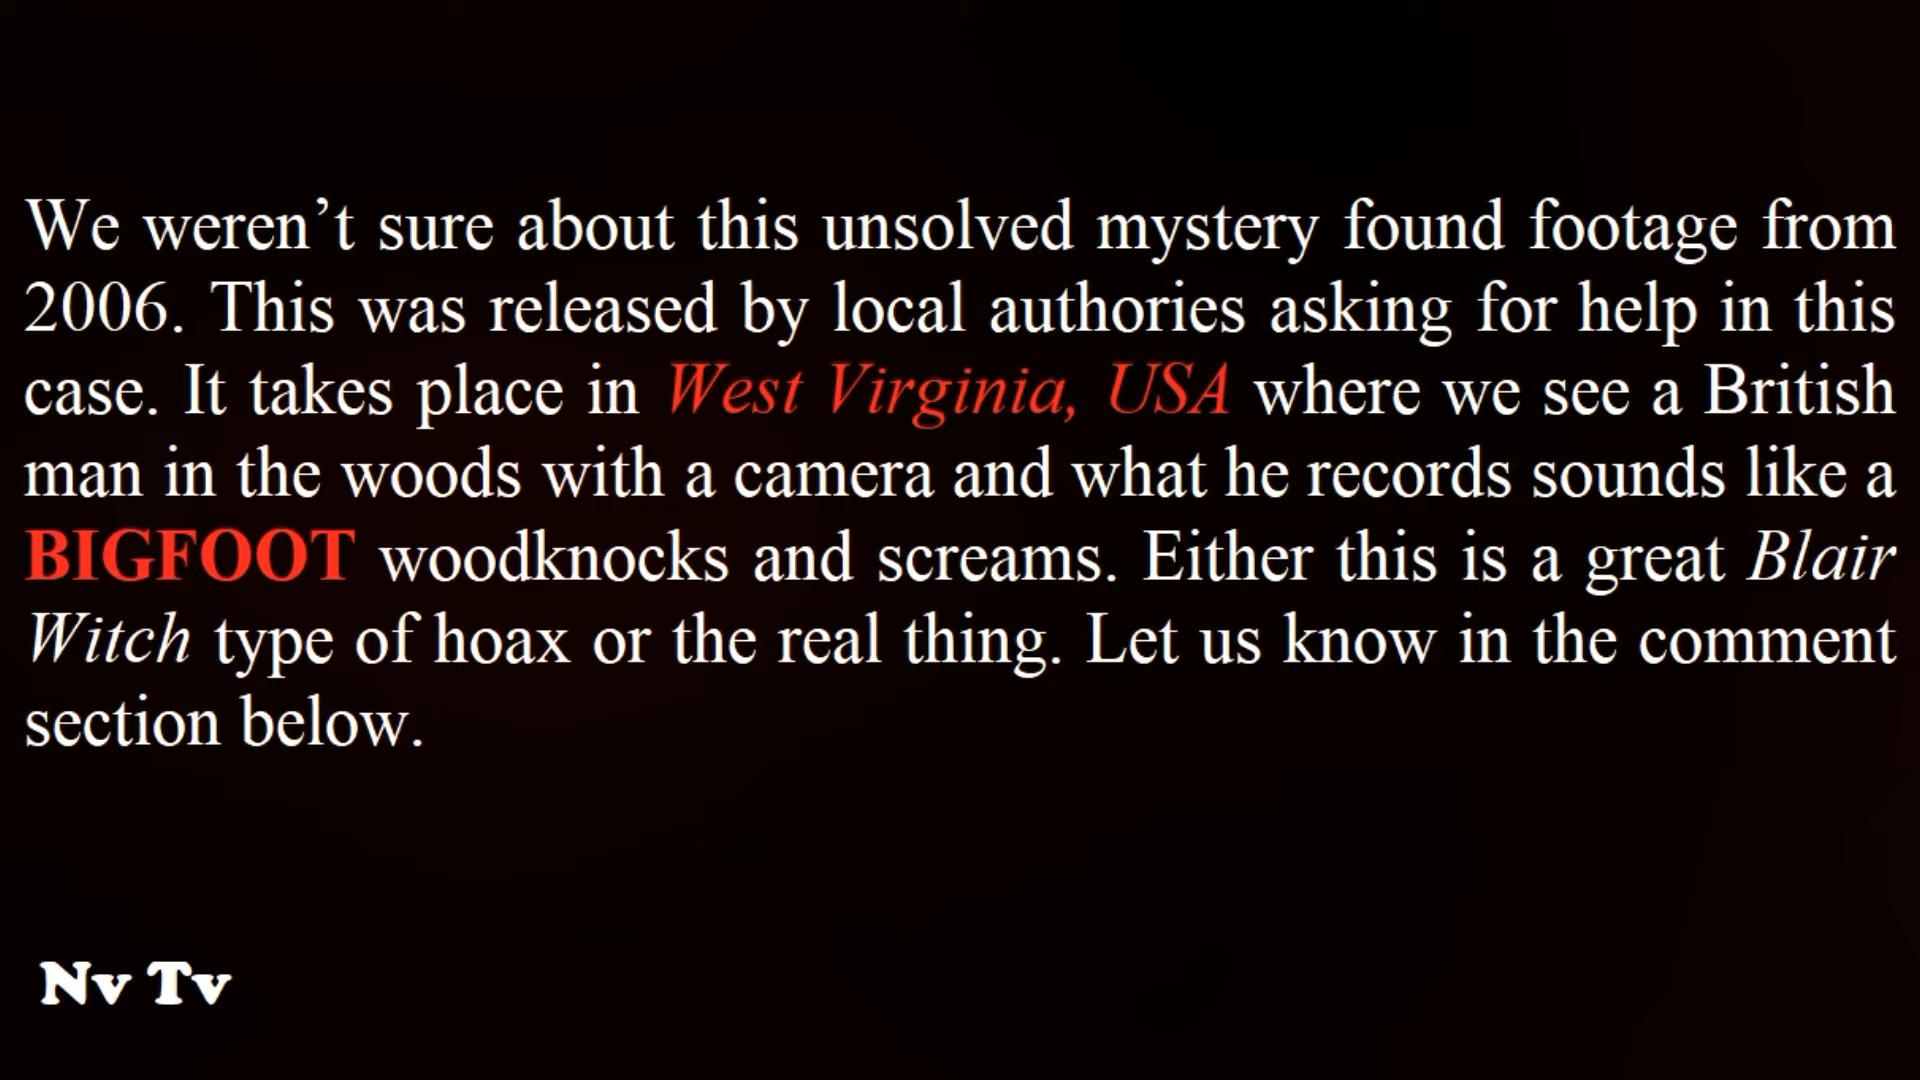 We weren’t sure about this unsolved mystery found footage from
2006. This was released by local authories asking for help in this
case. It takes place in West Virginia, USA where we see a British
man in the woods with a camera and what he records sounds like a
BIGFOOT woodknocks and screams. Either this is a great Blair
Witch type of hoax or the real thing. Let us know in the comment
section below.
Nv Tv